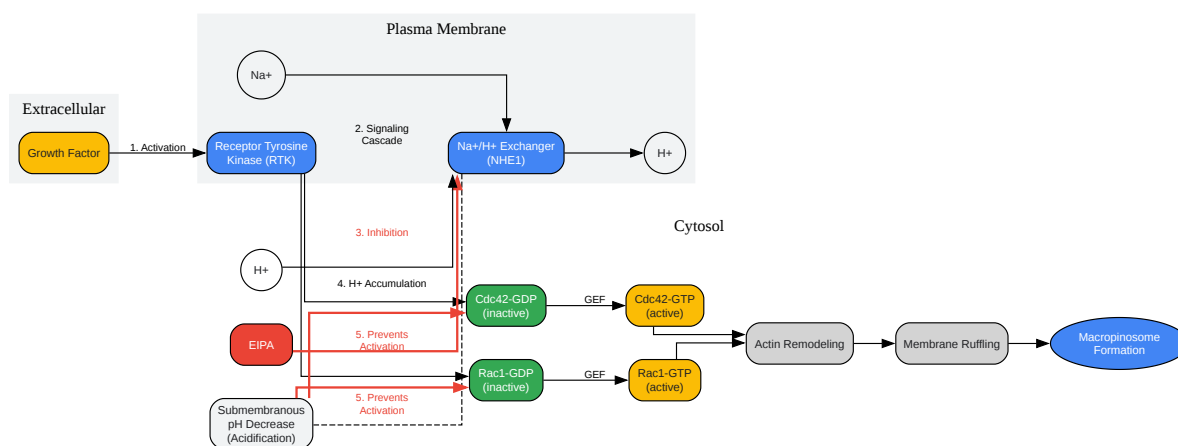 Plasma Membrane
Na+
Extracellular
2. Signaling
Cascade
Growth Factor
1. Activation
Receptor Tyrosine
Kinase (RTK)
Na+/H+ Exchanger
(NHE1)
H+
Cytosol
3. Inhibition
H+
4. H+ Accumulation
Cdc42-GDP
(inactive)
GEF
Cdc42-GTP
(active)
EIPA
5. Prevents
Activation
Actin Remodeling
Membrane Ruffling
Macropinosome
Formation
Rac1-GDP
(inactive)
GEF
Rac1-GTP
(active)
5. Prevents
Activation
Submembranous
pH Decrease
(Acidification)